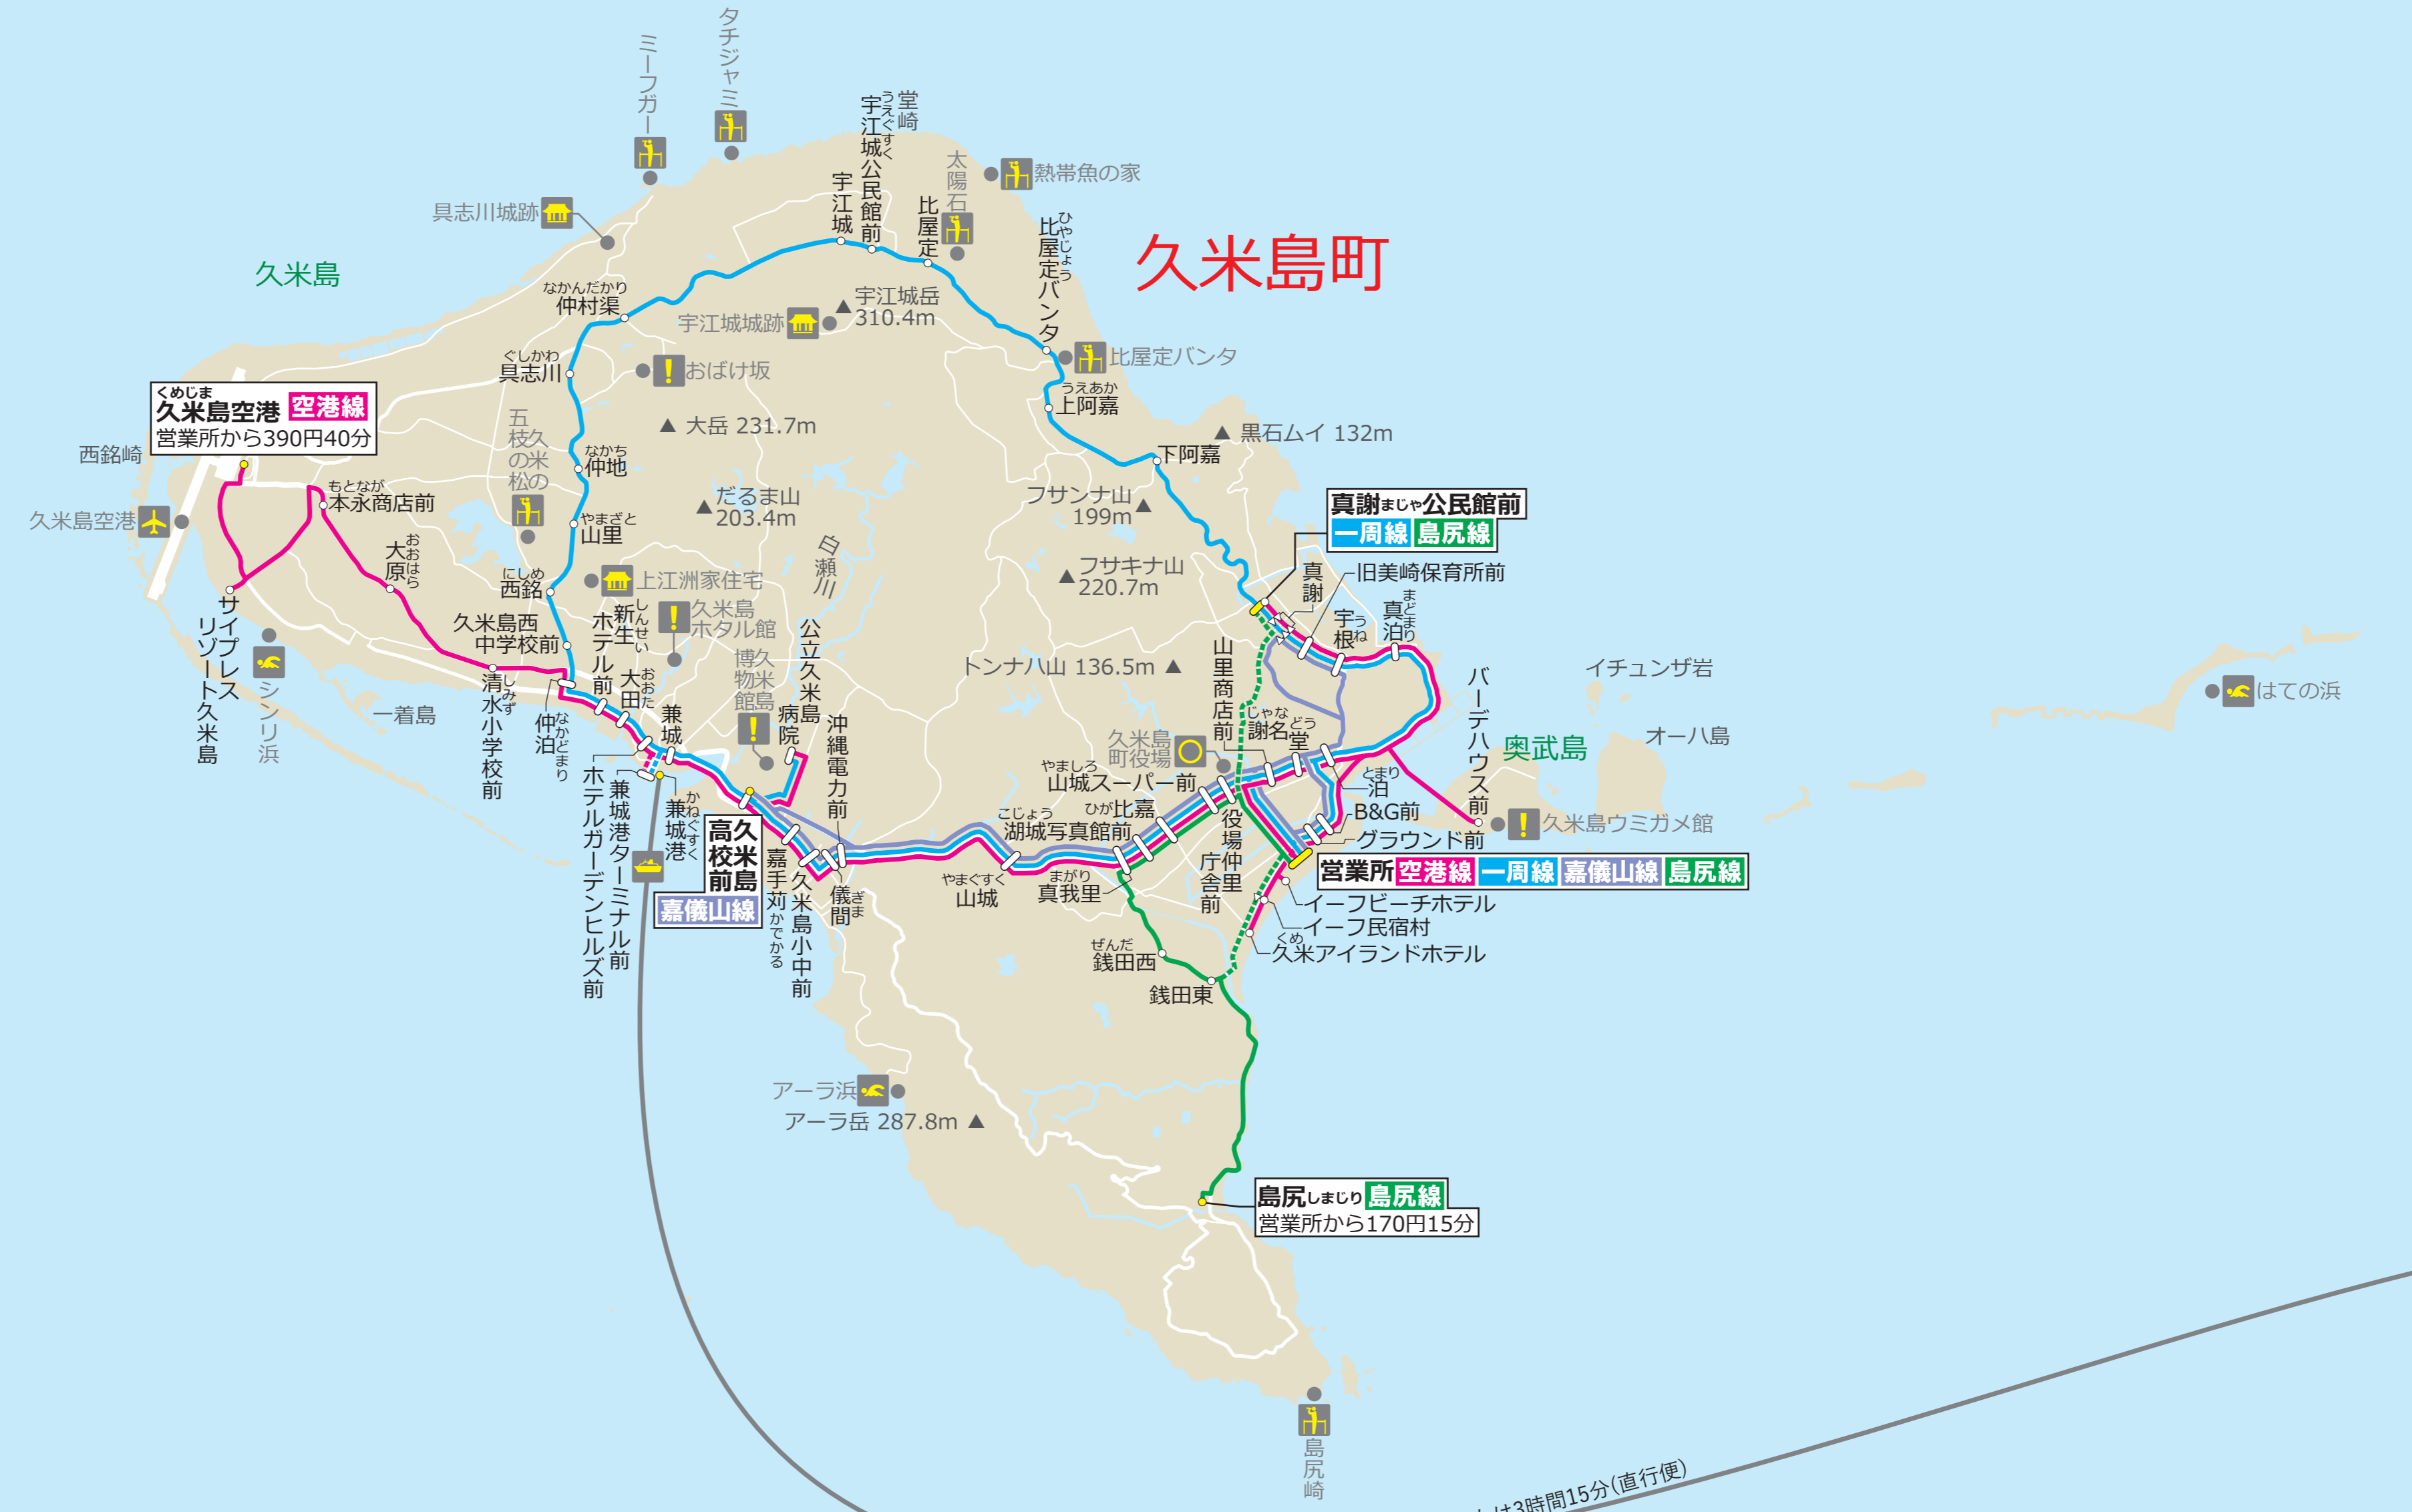 タチジャミ
ミーフガー
堂崎
うえぐすく
宇江城公民館前
宇江城
太陽石
比屋定
熱帯魚の家
具志川城跡
ひやじょう
比屋定バンタ
久米島町
久米島
なかんだかり
仲村渠
宇江城岳
310.4m
宇江城城跡
比屋定バンタ
ぐしかわ
具志川
おばけ坂
うえあか
上阿嘉
くめじま
久米島空港 空港線
営業所から390円40分
久米の
五枝の松
大岳 231.7m
黒石ムイ 132m
西銘崎
下阿嘉
なかち
仲地
もとなが
本永商店前
だるま山
203.4m
フサンナ山
199m
真謝まじゃ公民館前
一周線 島尻線
久米島空港
やまざと
山里
白瀬川
おおはら
大原
にしめ
西銘
上江洲家住宅
フサキナ山
220.7m
真謝
旧美崎保育所前
サイプレス
リゾート久米島
シンリ浜
久米島西
中学校前
しんせい
新生
ホテル前
久米島
ホタル館
公立久米島
病院
うね
宇根
まどまり
真泊
トンナハ山 136.5m
山里商店前
久米島
博物館
おおた
大田
しみず
清水小学校前
一着島
なかどまり
仲泊
兼城
沖縄電力前
じゃなどう
謝名堂
バーデハウス前
イチュンザ岩
はての浜
オーハ島
奥武島
久米島
町役場
やましろ
山城スーパー前
とまり
泊
ホテルガーデンヒルズ前
兼城港ターミナル前
かねぐすく
兼城港
ひが
比嘉
こじょう
湖城写真館前
B&G前
グラウンド前
久米島ウミガメ館
久米島
高校前
嘉儀山線
嘉手苅かでかる
久米島小中前
ぎま
儀間
やまぐすく
山城
まがり
真我里
役場仲里
庁舎前
営業所 空港線 一周線 嘉儀山線 島尻線
イーフビーチホテル
イーフ民宿村
くめ
久米アイランドホテル
ぜんだ
銭田西
銭田東
アーラ浜
アーラ岳 287.8m
島尻しまじり 島尻線
営業所から170円15分
島尻崎
は3時間15分(直行便)